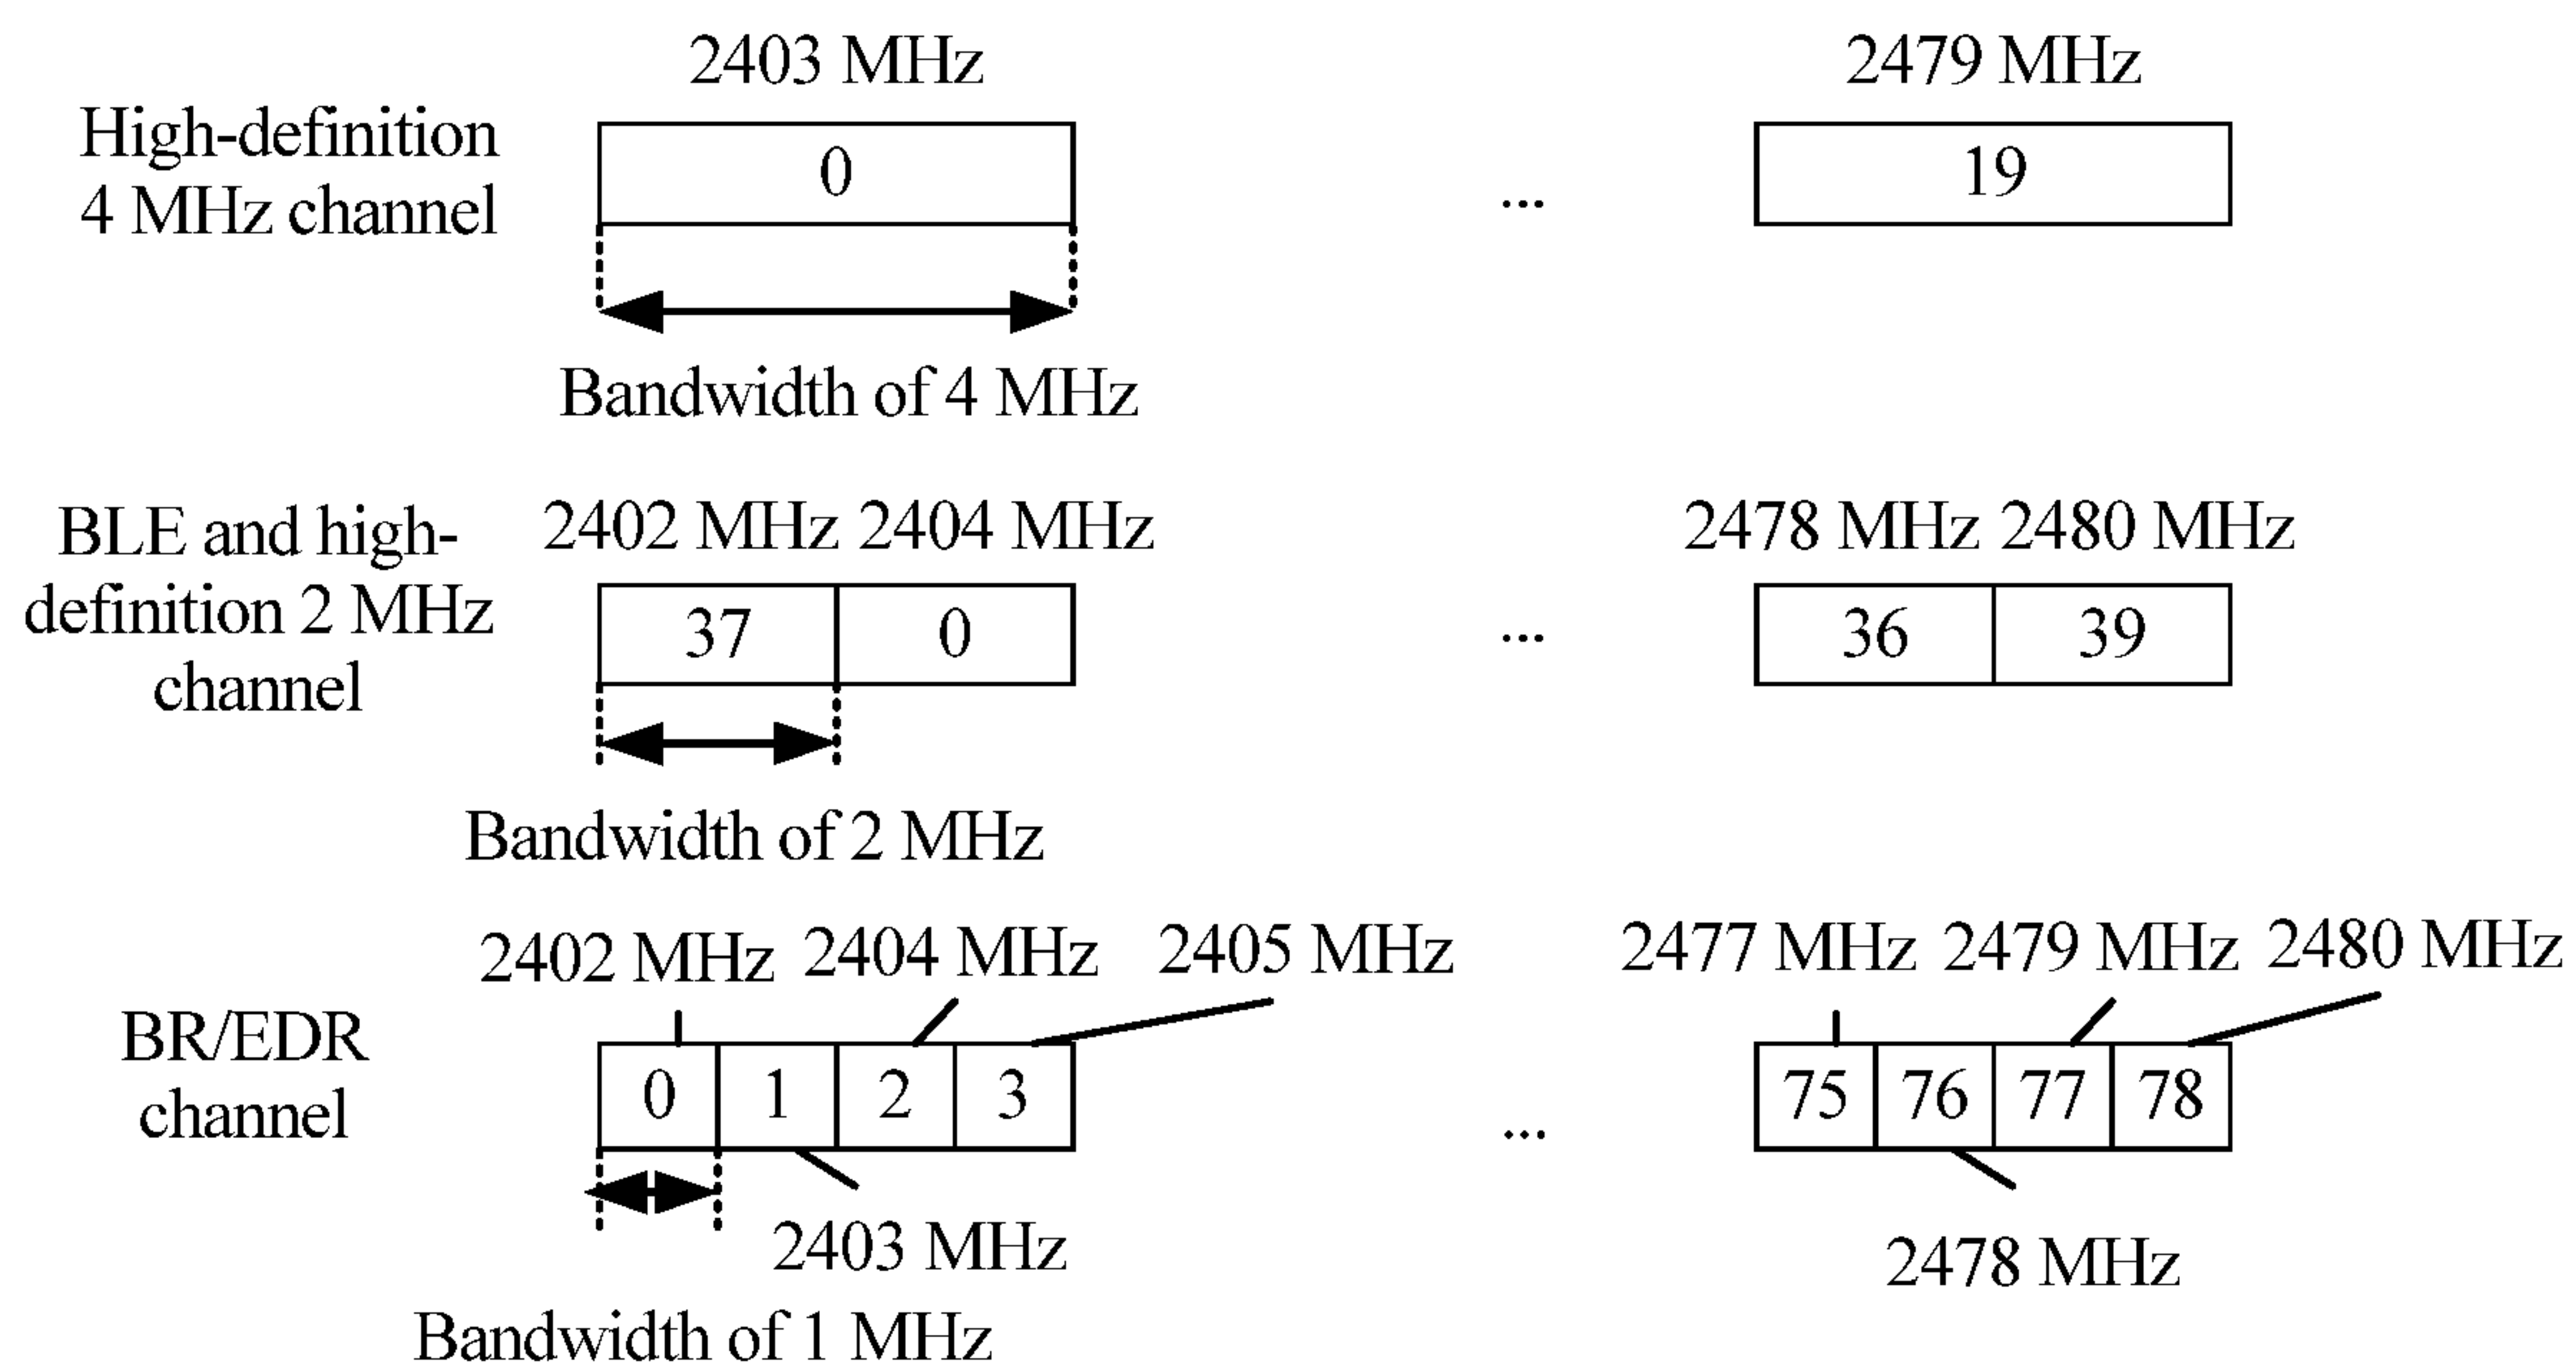 2403 MHz 2479 MHz
High-definition
4 MHz channel
0 ... 19
Bandwidth of 4 MHz
BLE and high-
definition 2 MHz
channel
2402 MHz 2404 MHz 2478 MHz 2480 MHz
37 0 ... 36 39
Bandwidth of 2 MHz
2402 MHz 2404 MHz 2405 MHz 2477 MHz 2479 MHz 2480 MHz
BR/EDR
channel
0 1 2 3 ... 75 76 77 78
2403 MHz 2478 MHz
Bandwidth of 1 MHz